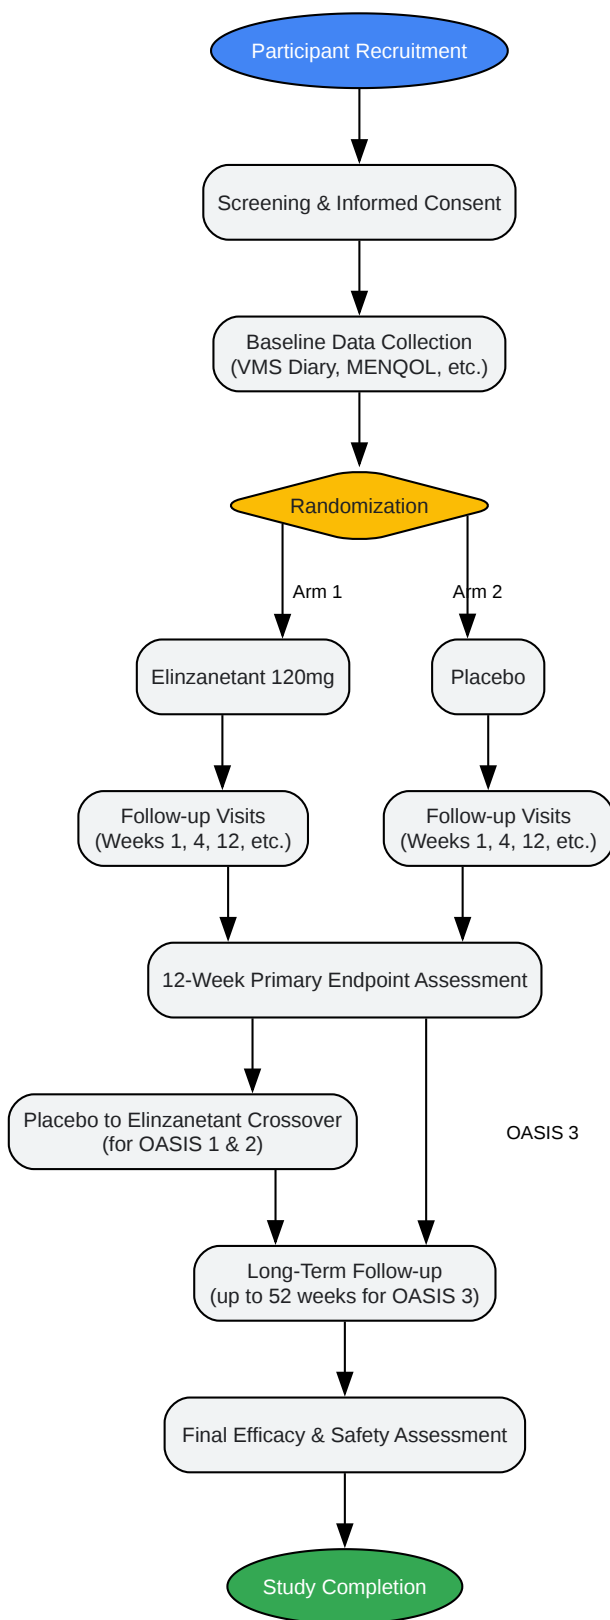 Participant Recruitment
Screening & Informed Consent
Baseline Data Collection
(VMS Diary, MENQOL, etc.)
Randomization
Arm 1
Arm 2
Elinzanetant 120mg
Placebo
Follow-up Visits
(Weeks 1, 4, 12, etc.)
Follow-up Visits
(Weeks 1, 4, 12, etc.)
12-Week Primary Endpoint Assessment
Placebo to Elinzanetant Crossover
(for OASIS 1 & 2)
OASIS 3
Long-Term Follow-up
(up to 52 weeks for OASIS 3)
Final Efficacy & Safety Assessment
Study Completion